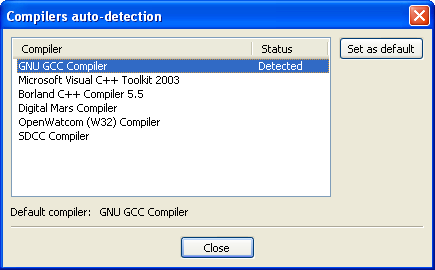 Compilers auto-detection
Compiler Status
Set as default
GNU GCC Compiler Detected
Microsoft Visual C++ Toolkit 2003
Borland C++ Compiler 5.5
Digital Mars Compiler
OpenWatcom (W32) Compiler
SDCC Compiler
Default compiler: GNU GCC Compiler
Close